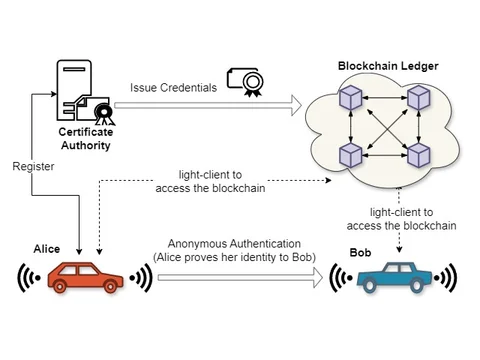 Blockchain Ledger
Issue Credentials
Certificate
Authority
Register
light-client to
access the blockchain
light-client to
access the blockchain
Alice
Anonymous Authentication
(Alice proves her identity to Bob)
Bob